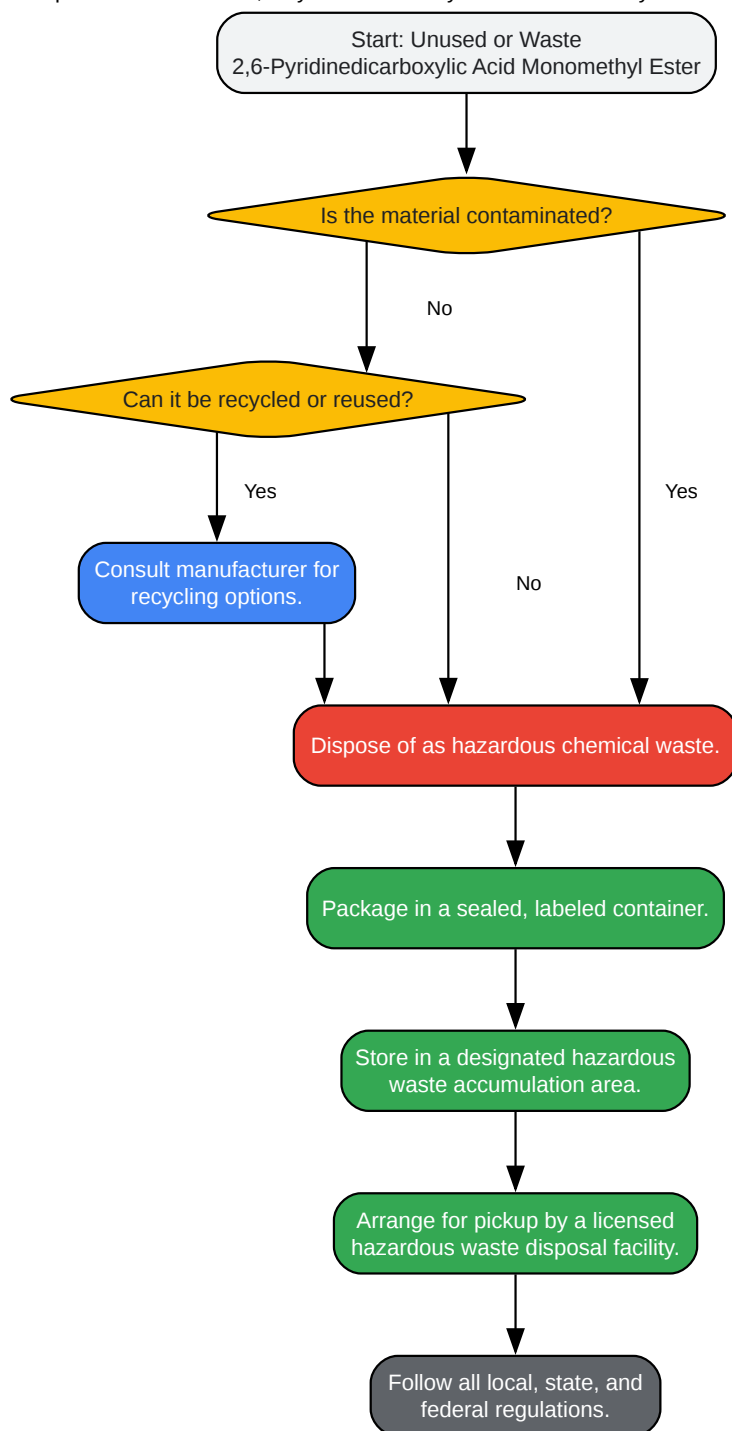 Start: Unused or Waste
2,6-Pyridinedicarboxylic Acid Monomethyl Ester
Is the material contaminated?
No
Can it be recycled or reused?
Yes
Yes
Consult manufacturer for
recycling options.
No
Dispose of as hazardous chemical waste.
Package in a sealed, labeled container.
Store in a designated hazardous
waste accumulation area.
Arrange for pickup by a licensed
hazardous waste disposal facility.
Follow all local, state, and
federal regulations.